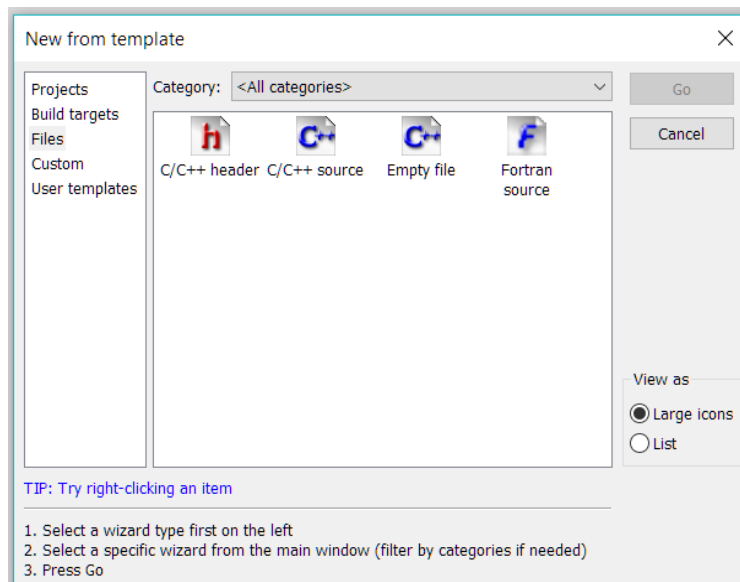 New from template
Projects
Build targets
Files
Custom
User templates
Category: <All categories>
h
C++
C++
F
C/C++ header
C/C++ source
Empty file
Fortran
source
Go
Cancel
View as
Large icons
List
TIP: Try right-clicking an item
1. Select a wizard type first on the left
2. Select a specific wizard from the main window (filter by categories if needed)
3. Press Go